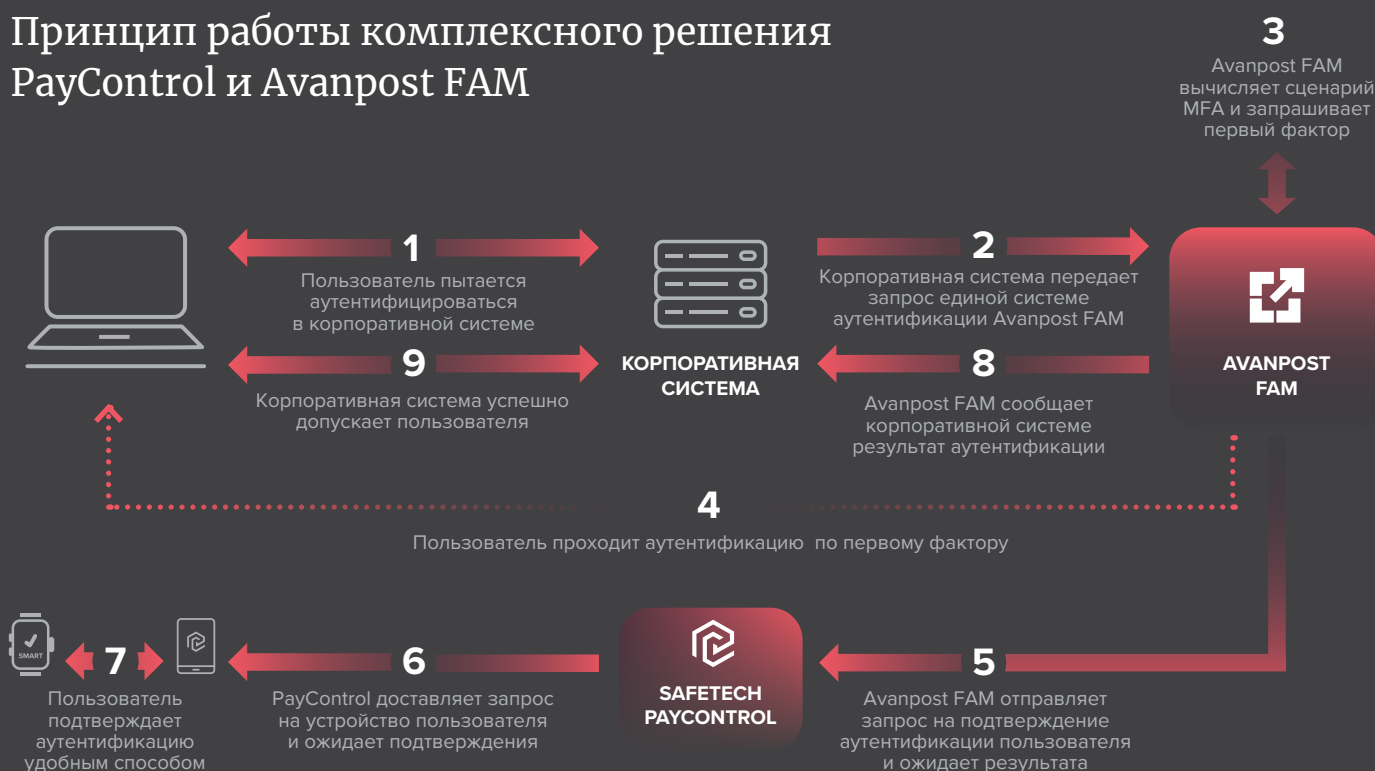 Принцип работы комплексного решения
PayControl и Avanpost FAM
3
Avanpost FAM
вычисляет сценарий
MFA и запрашивает
первый фактор
1
Пользователь пытается
аутентифицироваться
в корпоративной системе
2
Корпоративная система передает
запрос единой системе
аутентификации Avanpost FAM
9
Корпоративная система успешно
допускает пользователя
КОРПОРАТИВНАЯ
СИСТЕМА
8
Avanpost FAM сообщает
корпоративной системе
результат аутентификации
AVANPOST
FAM
4
Пользователь проходит аутентификацию по первому фактору
SMART
7
Пользователь
подтверждает
аутентификацию
удобным способом
6
PayControl доставляет запрос
на устройство пользователя
и ожидает подтверждения
SAFETECH
PAYCONTROL
5
Avanpost FAM отправляет
запрос на подтверждение
аутентификации пользователя
и ожидает результата